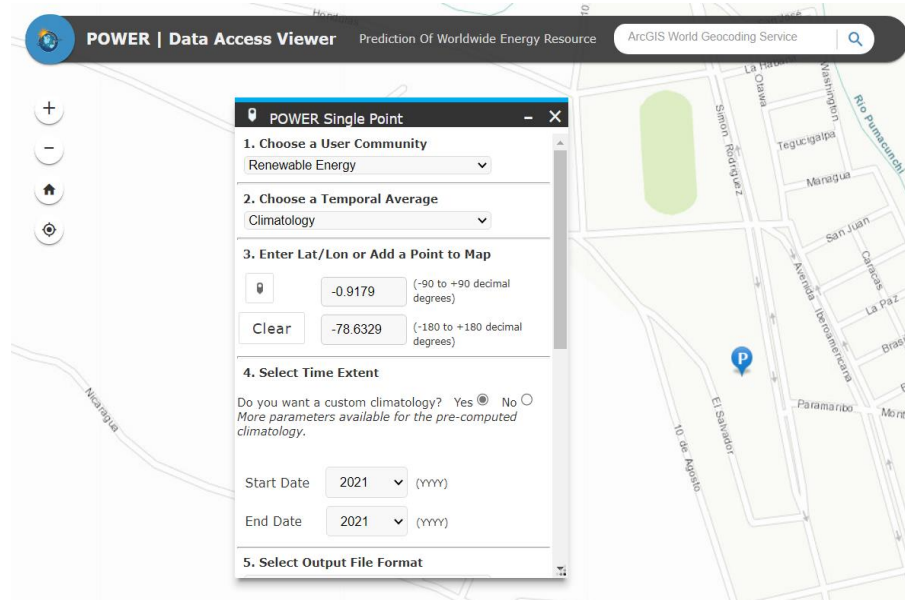 Honduras
POWER | Data Access Viewer
Prediction Of Worldwide Energy Resource
ArcGIS World Geocoding Service
+
−
POWER Single Point
− ×
1. Choose a User Community
Renewable Energy
2. Choose a Temporal Average
Climatology
3. Enter Lat/Lon or Add a Point to Map
-0.9179
(-90 to +90 decimal
degrees)
Clear
-78.6329
(-180 to +180 decimal
degrees)
4. Select Time Extent
Do you want a custom climatology? Yes No
More parameters available for the pre-computed
climatology.
Start Date 2021 (YYYY)
End Date 2021 (YYYY)
5. Select Output File Format
Nicaragua
La Habana
Otawa
Washington
Río Pumacunchi
Simon Rodriguez
Tegucigalpa
Managua
San Juan
Caracas
La Paz
Avenida Iberoamericana
P
Paramaribo
El Salvador
10 de Agosto